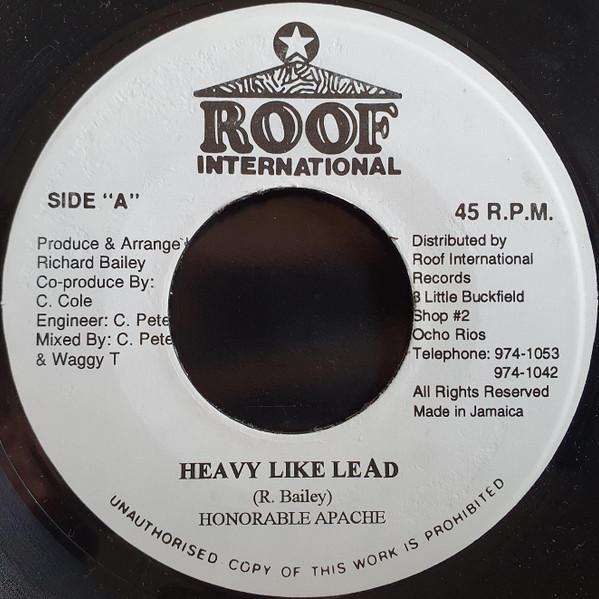 ROOF
INTERNATIONAL
SIDE "A"
45 R.P.M.
Produce & Arrange
Richard Bailey
Co-produce By:
C. Cole
Engineer: C. Pete
Mixed By: C. Pete
& Waggy T
Distributed by
Roof International
Records
Little Buckfield
Shop #2
Ocho Rios
Telephone: 974-1053
974-1042
All Rights Reserved
Made in Jamaica
HEAVY LIKE LEAD
(R. Bailey)
HONORABLE APACHE
UNAUTHORISED COPY OF THIS WORK IS PROHIBITED